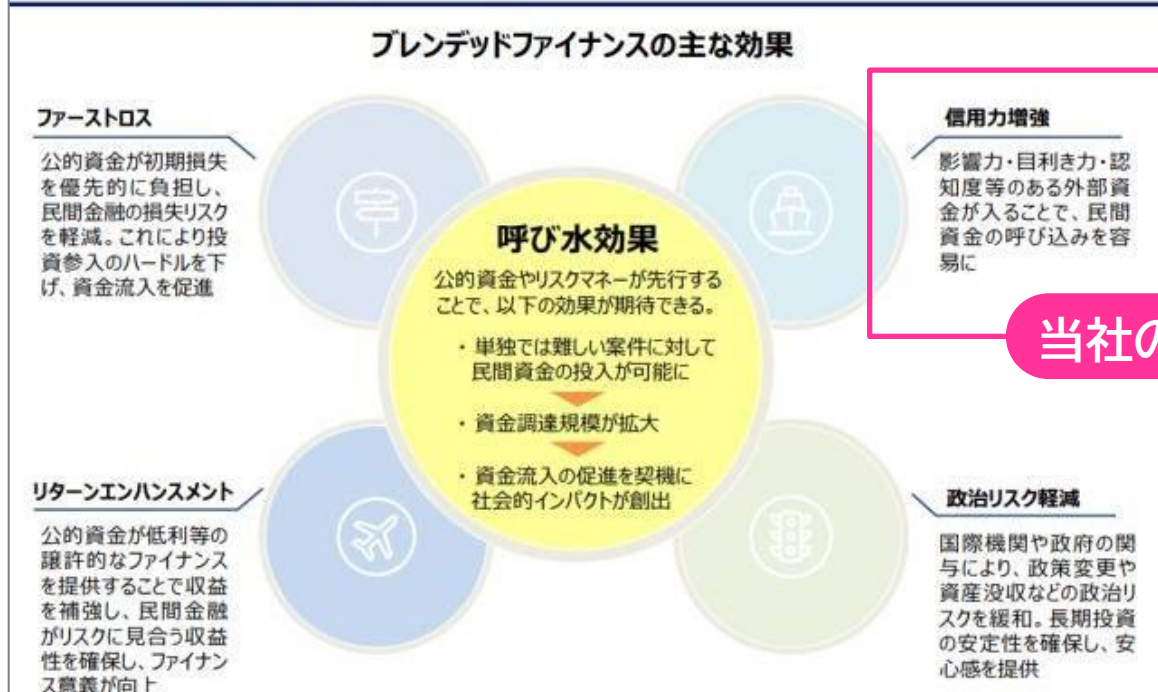 ブレンデッドファイナンスの主な効果
ファーストロス
公的資金が初期損失
を優先的に負担し、
民間金融の損失リスク
を軽減。これにより投
資参入のハードルを下
げ、資金流入を促進
信用力増強
影響力・目利き力・認
知度等のある外部資
金が入ることで、民間
資金の呼び込みを容
易に
当社の
呼び水効果
公的資金やリスクマネーが先行する
ことで、以下の効果が期待できる。
・ 単独では難しい案件に対して
民間資金の投入が可能に
・ 資金調達規模が拡大
・ 資金流入の促進を契機に
社会的インパクトが創出
リターンエンハンスメント
公的資金が低利等の
譲許的なファイナンス
を提供することで収益
を補強し、民間金融
がリスクに見合う収益
性を確保し、ファイナン
ス意義が向上
政治リスク軽減
国際機関や政府の関
与により、政策変更や
資産没収などの政治リ
スクを緩和。長期投資
の安定性を確保し、安
心感を提供